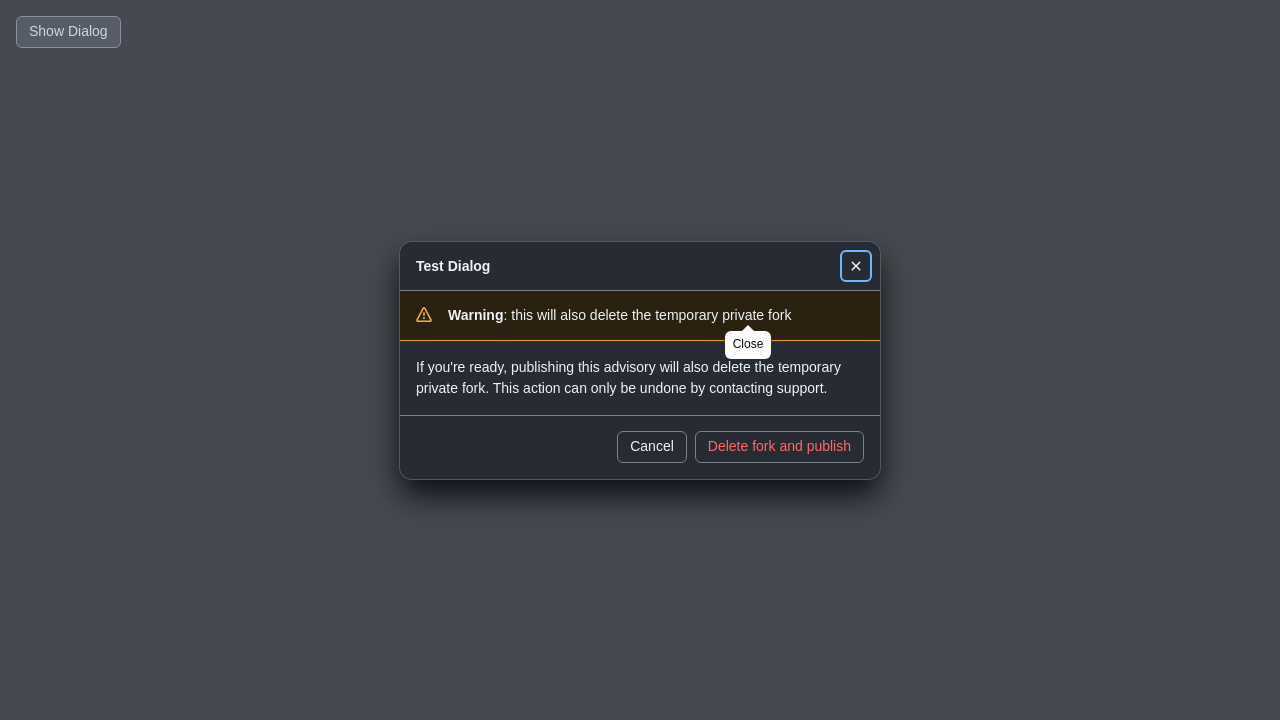 Show Dialog
Test Dialog
Warning: this will also delete the temporary private fork
Close
If you're ready, publishing this advisory will also delete the temporary
private fork. This action can only be undone by contacting support.
Cancel
Delete fork and publish